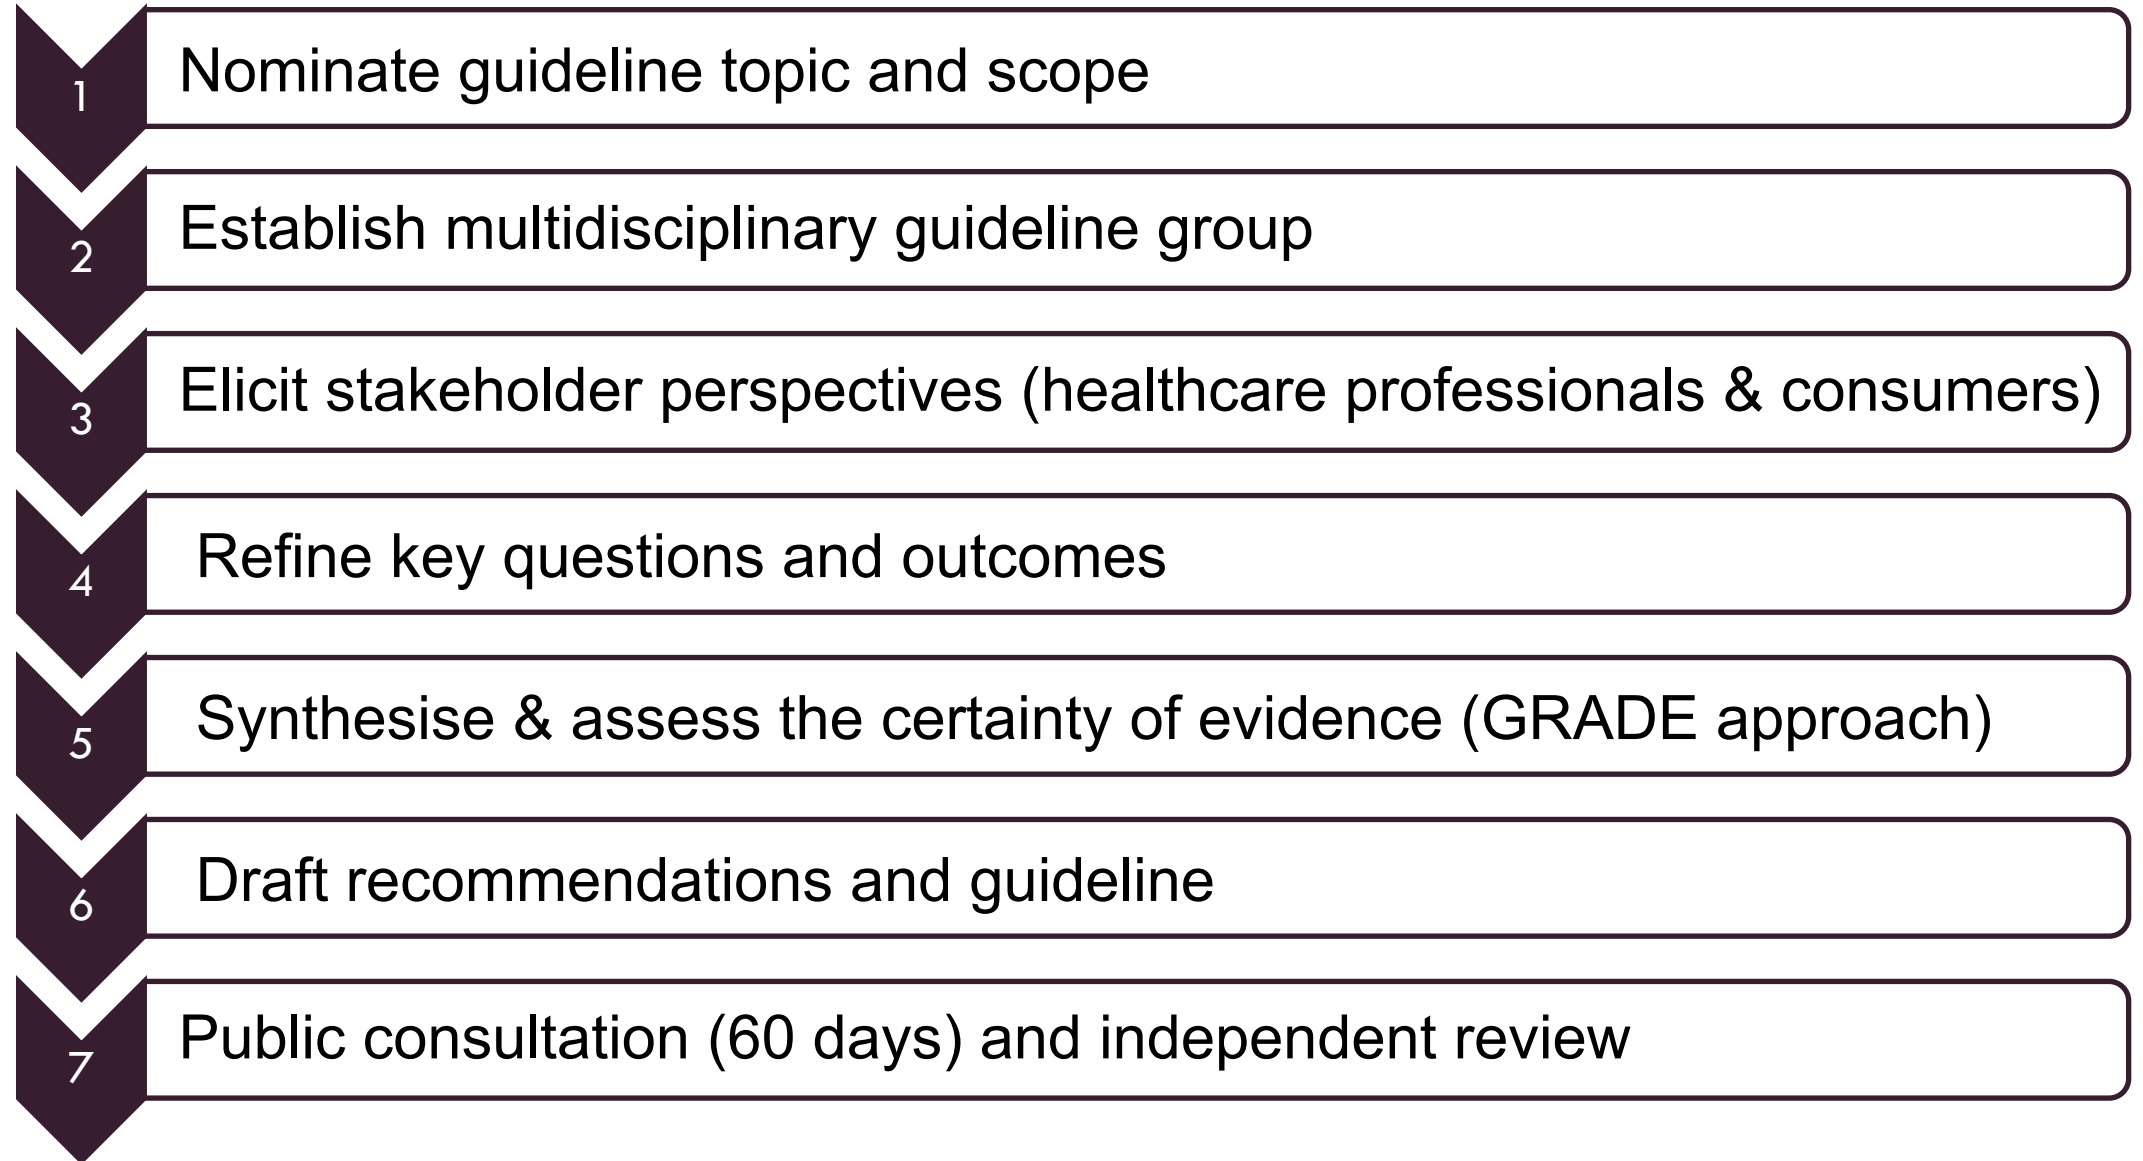 1
Nominate guideline topic and scope
2
Establish multidisciplinary guideline group
3
Elicit stakeholder perspectives (healthcare professionals & consumers)
4
Refine key questions and outcomes
5
Synthesise & assess the certainty of evidence (GRADE approach)
6
Draft recommendations and guideline
7
Public consultation (60 days) and independent review